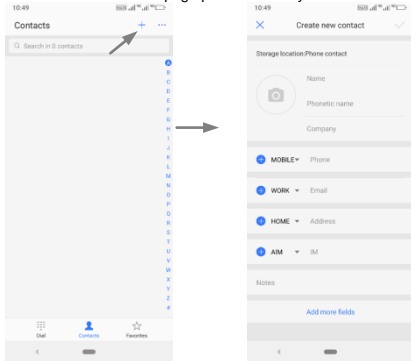 10:49
Contacts
Search in 0 contacts
A
B
C
D
E
F
G
H
I
J
K
L
M
N
O
P
Q
R
S
T
U
V
W
X
Y
Z
#
Dial
Contacts
Favorites
10:49
Create new contact
Storage location:Phone contact
Name
Phonetic name
Company
MOBILE Phone
WORK Email
HOME Address
AIM IM
Notes
Add more fields